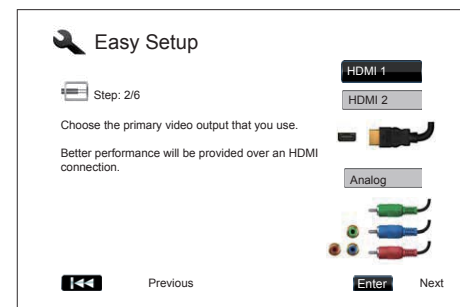 Easy Setup
Step: 2/6
Choose the primary video output that you use.
Better performance will be provided over an HDMI
connection.
HDMI 1
HDMI 2
Analog
Previous
Enter
Next